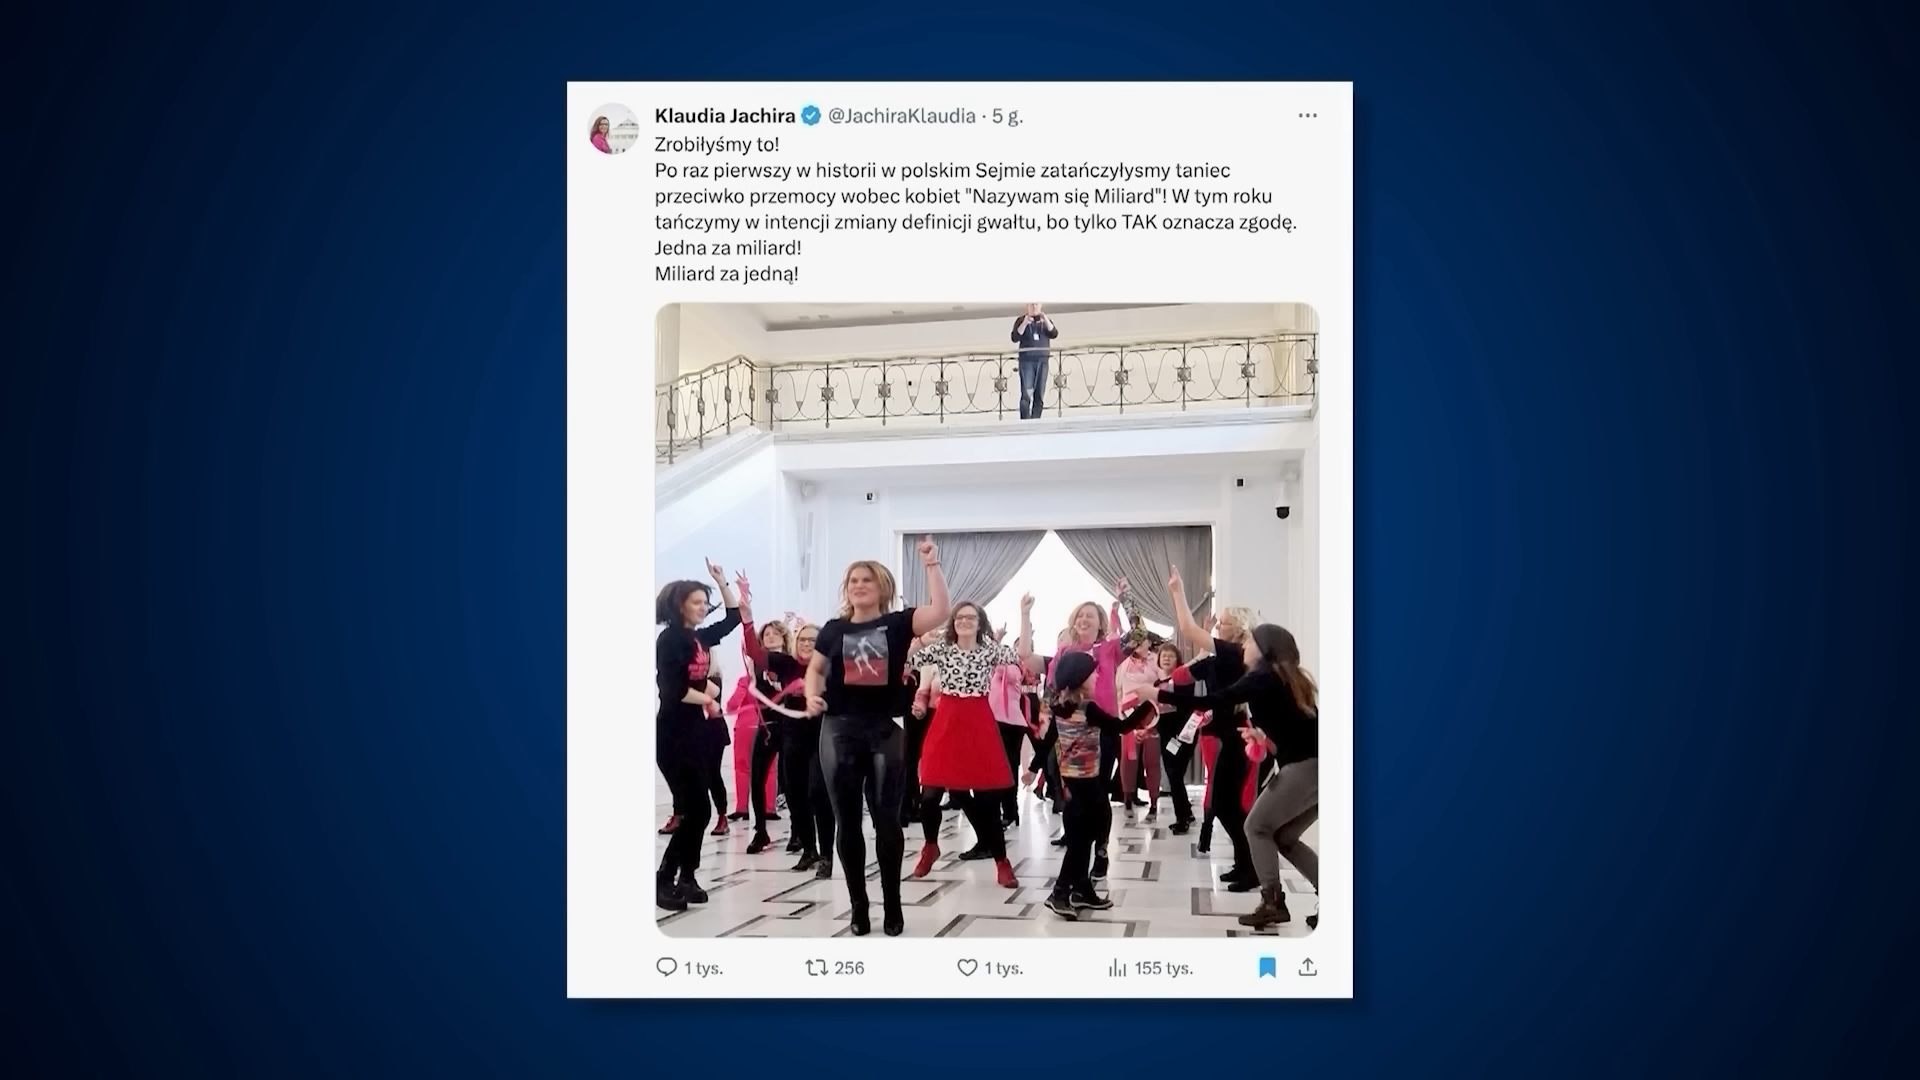 Klaudia Jachira @JachiraKlaudia · 5 g.
Zrobiłyśmy to!
Po raz pierwszy w historii w polskim Sejmie zatańczyłysmy taniec
przeciwko przemocy wobec kobiet "Nazywam się Miliard"! W tym roku
tańczymy w intencji zmiany definicji gwałtu, bo tylko TAK oznacza zgodę.
Jedna za miliard!
Miliard za jedną!
1 tys. 256 1 tys. 155 tys.